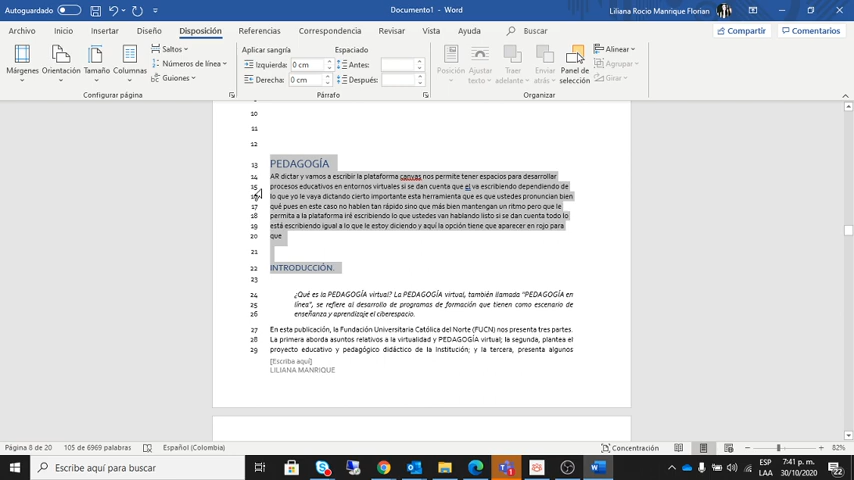 Autoguardado
Documento1 - Word
Liliana Rocio Manrique Florian
Archivo Inicio Insertar Diseño Disposición Referencias Correspondencia Revisar Vista Ayuda Buscar Compartir Comentarios
Márgenes Orientación Tamaño Columnas
Saltos
Números de línea
Guiones
Configurar página
Aplicar sangría
Izquierda: 0 cm
Derecha: 0 cm
Espaciado
Antes:
Después:
Párrafo
Posición Ajustar texto Traer adelante Enviar atrás Panel de selección
Alinear
Agrupar
Girar
Organizar
9
10
11
12
13 PEDAGOGÍA
14 AR dictar y vamos a escribir la plataforma canvas nos permite tener espacios para desarrollar
15 procesos educativos en entornos virtuales si se dan cuenta que el va escribiendo dependiendo de
16 lo que yo le vaya dictando cierto importante esta herramienta que es que ustedes pronuncian bien
17 qué pues en este caso no hablen tan rápido sino que más bien mantengan un ritmo pero que le
18 permita a la plataforma iré escribiendo lo que ustedes van hablando listo si se dan cuenta todo lo
19 está escribiendo igual a lo que le estoy diciendo y aquí la opción tiene que aparecer en rojo para
20 que
21
22 INTRODUCCIÓN.
23
24 ¿Qué es la PEDAGOGÍA virtual? La PEDAGOGÍA virtual, también llamada "PEDAGOGÍA en
25 línea", se refiere al desarrollo de programas de formación que tienen como escenario de
26 enseñanza y aprendizaje el ciberespacio.
27 En esta publicación, la Fundación Universitaria Católica del Norte (FUCN) nos presenta tres partes.
28 La primera aborda asuntos relativos a la virtualidad y PEDAGOGÍA virtual; la segunda, plantea el
29 proyecto educativo y pedagógico didáctico de la Institución; y la tercera, presenta algunos
[Escriba aquí]
LILIANA MANRIQUE
Página 8 de 20 105 de 6969 palabras Español (Colombia) Concentración 82%
Escribe aquí para buscar
ESP
LAA
7:41 p. m.
30/10/2020
22